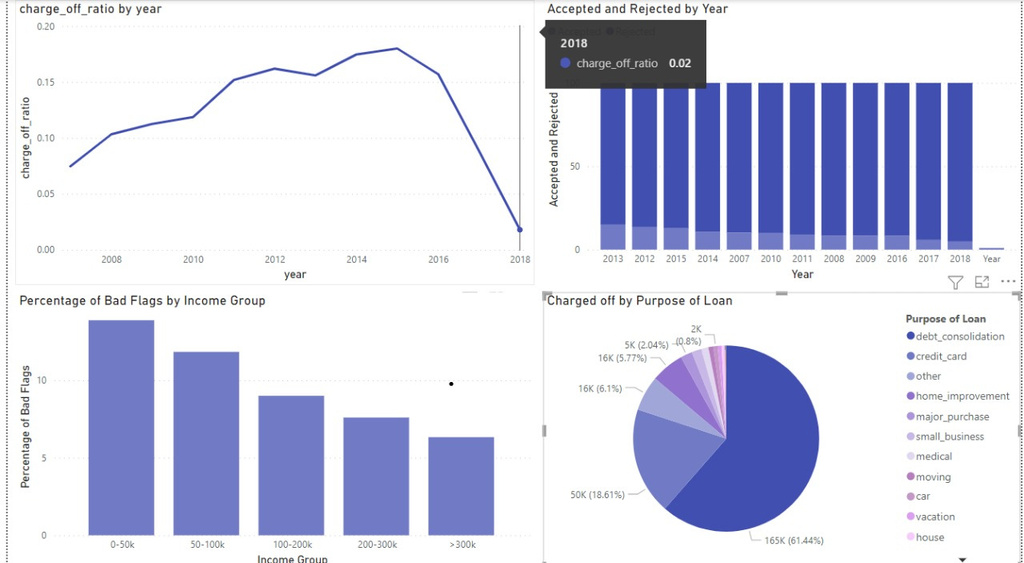 charge_off_ratio by year
0.20
0.15
0.10
0.05
0.00
charge_off_ratio
2008
2010
2012
2014
2016
2018
year
Accepted and Rejected by Year
2018
charge_off_ratio 0.02
50
0
Accepted and Rejected
2013
2012
2015
2014
2007
2010
2011
2008
2009
2016
2017
2018
Year
Year
Percentage of Bad Flags by Income Group
10
5
0
Percentage of Bad Flags
0-50k
50-100k
100-200k
200-300k
>300k
Income Group
Charged off by Purpose of Loan
2K
(0.8%)
5K (2.04%)
16K (5.77%)
16K (6.1%)
50K (18.61%)
165K (61.44%)
Purpose of Loan
debt_consolidation
credit_card
other
home_improvement
major_purchase
small_business
medical
moving
car
vacation
house